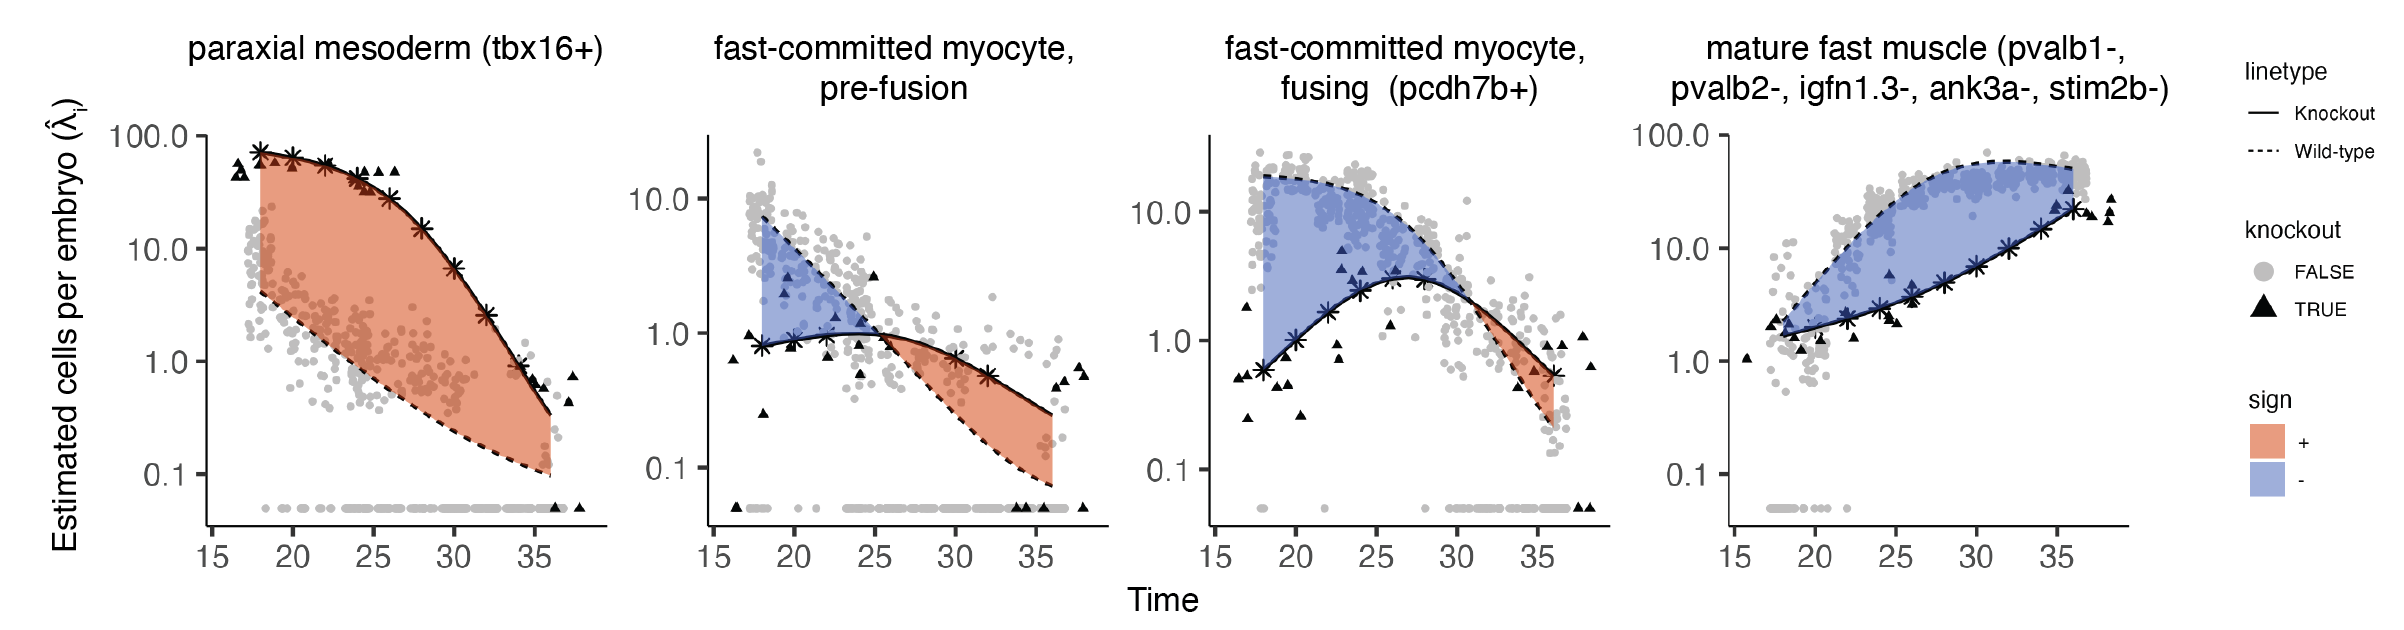 paraxial mesoderm (tbx16+)
fast-committed myocyte,
pre-fusion
fast-committed myocyte,
fusing (pcdh7b+)
mature fast muscle (pvalb1-,
pvalb2-, igfn1.3-, ank3a-, stim2b-)
Estimated cells per embryo (λ̂i)
100.0
10.0
1.0
0.1
15 20 25 30 35
10.0
1.0
0.1
15 20 25 30 35
10.0
1.0
0.1
15 20 25 30 35
100.0
10.0
1.0
0.1
15 20 25 30 35
Time
linetype
Knockout
Wild-type
knockout
FALSE
TRUE
sign
+
-